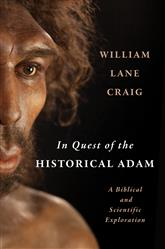 WILLIAM
LANE
CRAIG
In Quest of the
HISTORICAL ADAM
A Biblical
and
Scientific
Exploration